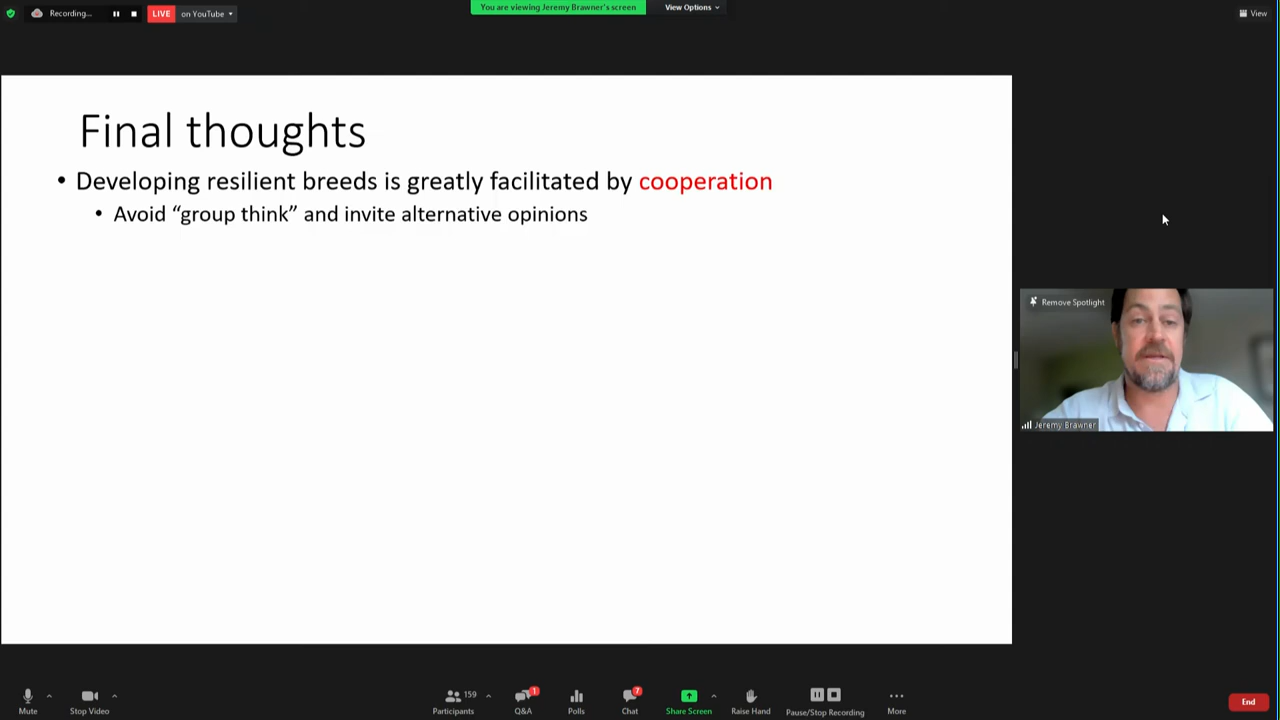 Recording...
LIVE
on YouTube
You are viewing Jeremy Brawner's screen
View Options
View
Final thoughts
• Developing resilient breeds is greatly facilitated by cooperation
• Avoid “group think” and invite alternative opinions
Remove Spotlight
Jeremy Brawner
159
1
7
Mute
Stop Video
Participants
Q&A
Polls
Chat
Share Screen
Raise Hand
Pause/Stop Recording
More
End